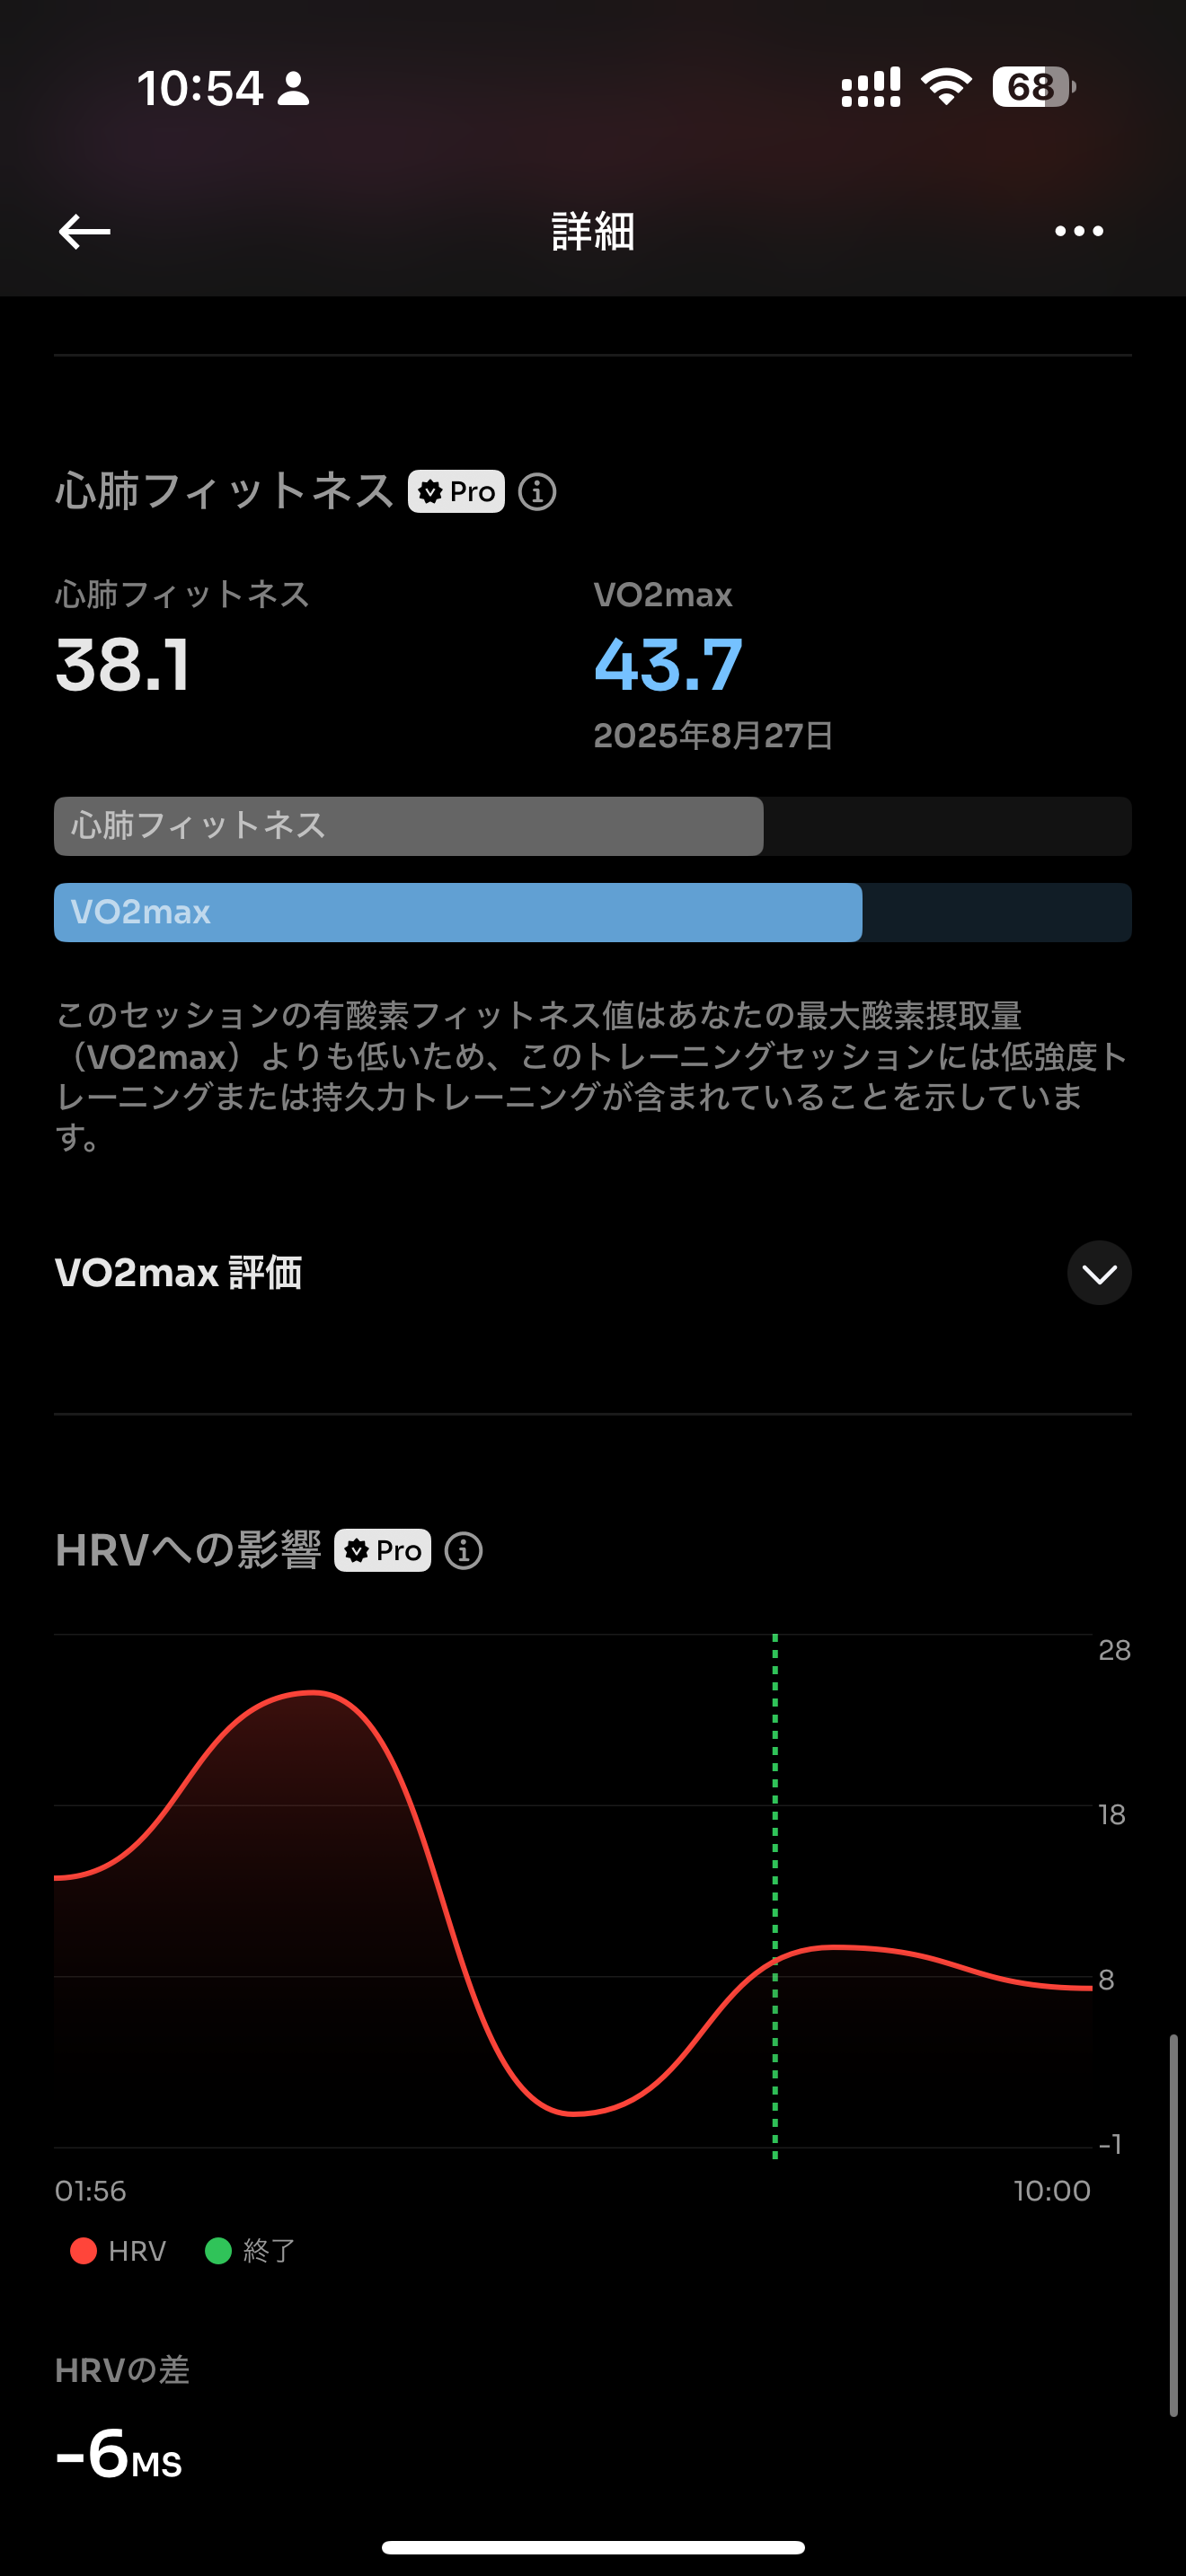 10:54
68
詳細
心肺フィットネス Pro
心肺フィットネス
38.1
VO2max
43.7
2025年8月27日
心肺フィットネス
VO2max
このセッションの有酸素フィットネス値はあなたの最大酸素摂取量
（VO2max）よりも低いため、このトレーニングセッションには低強度ト
レーニングまたは持久力トレーニングが含まれていることを示していま
す。
VO2max 評価
HRVへの影響 Pro
28
18
8
-1
01:56
10:00
HRV
終了
HRVの差
-6MS